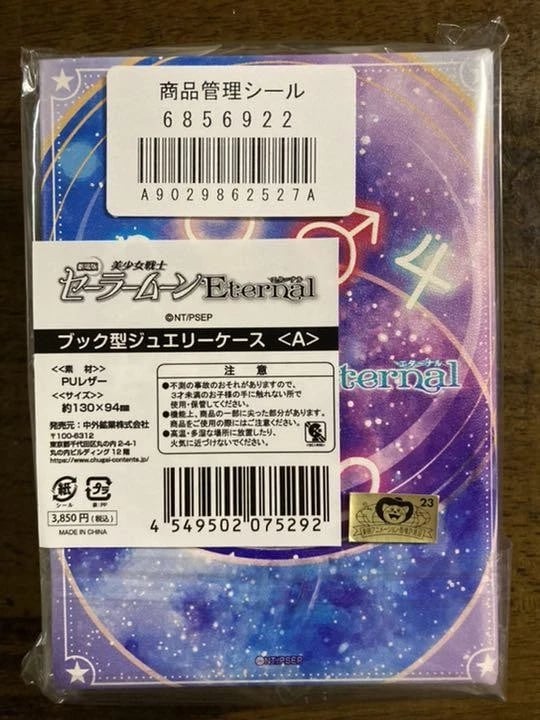 商品管理シール
6856922
A9029862527A
劇場版
美少女戦士
セーラームーンEternal
エターナル
©NT/PSEP
ブック型ジュエリーケース <A>
<<素 材>>
PUレザー
<<サイズ>>
約130×94㎜
発売元:中外鉱業株式会社
〒100-6312
東京都千代田区丸の内2-4-1
丸の内ビルディング12階
https://www.chugai-contents.jp/
注 意
●不測の事故のおそれがありますので、
3才未満のお子様の手に触れない所で
使用・保管してください。
●機能上、商品の一部に尖った部分があります。
商品をご使用の際にはご注意ください。
●高温・多湿な場所に放置したり、
火気に近づけないでください。
紙
シール
プラ
袋:PP
3,850円(税込)
MADE IN CHINA
4 549502 075292
エターナル
ternal
23
©NT/PSEP